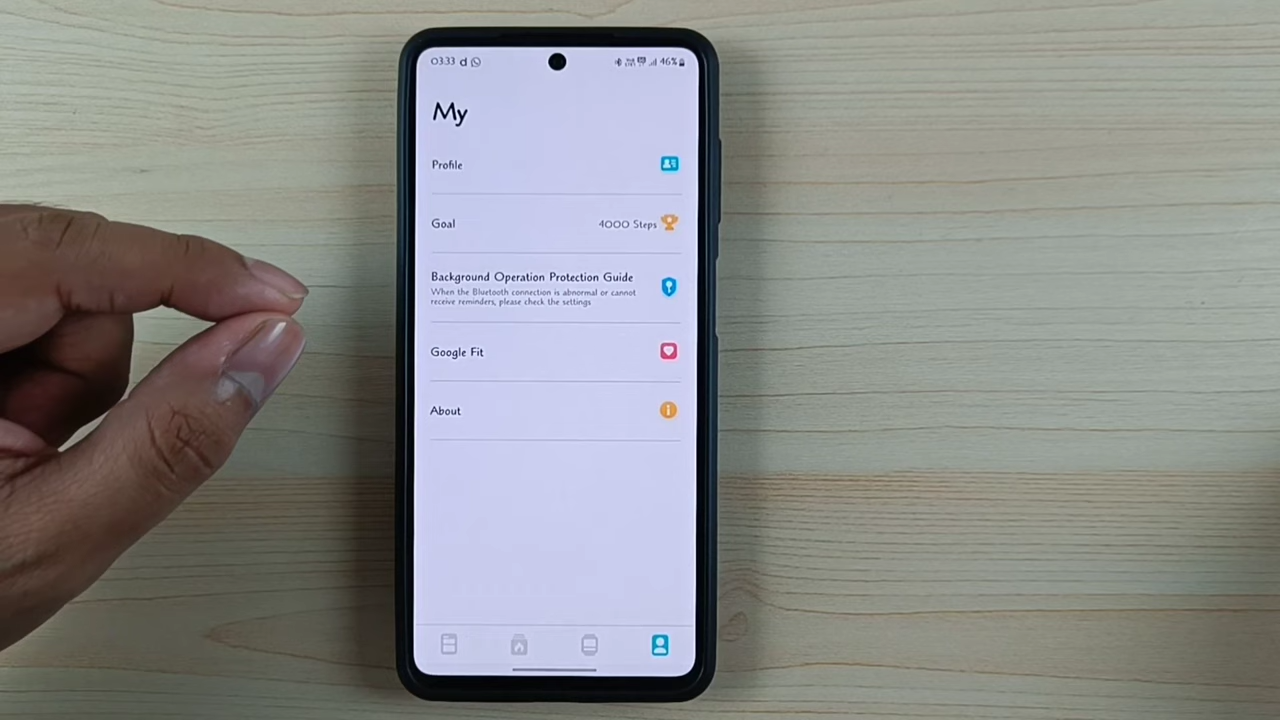 03:33 d 46%
My
Profile
Goal 4000 Steps
Background Operation Protection Guide
When the Bluetooth connection is abnormal or cannot
receive reminders, please check the settings
Google Fit
About